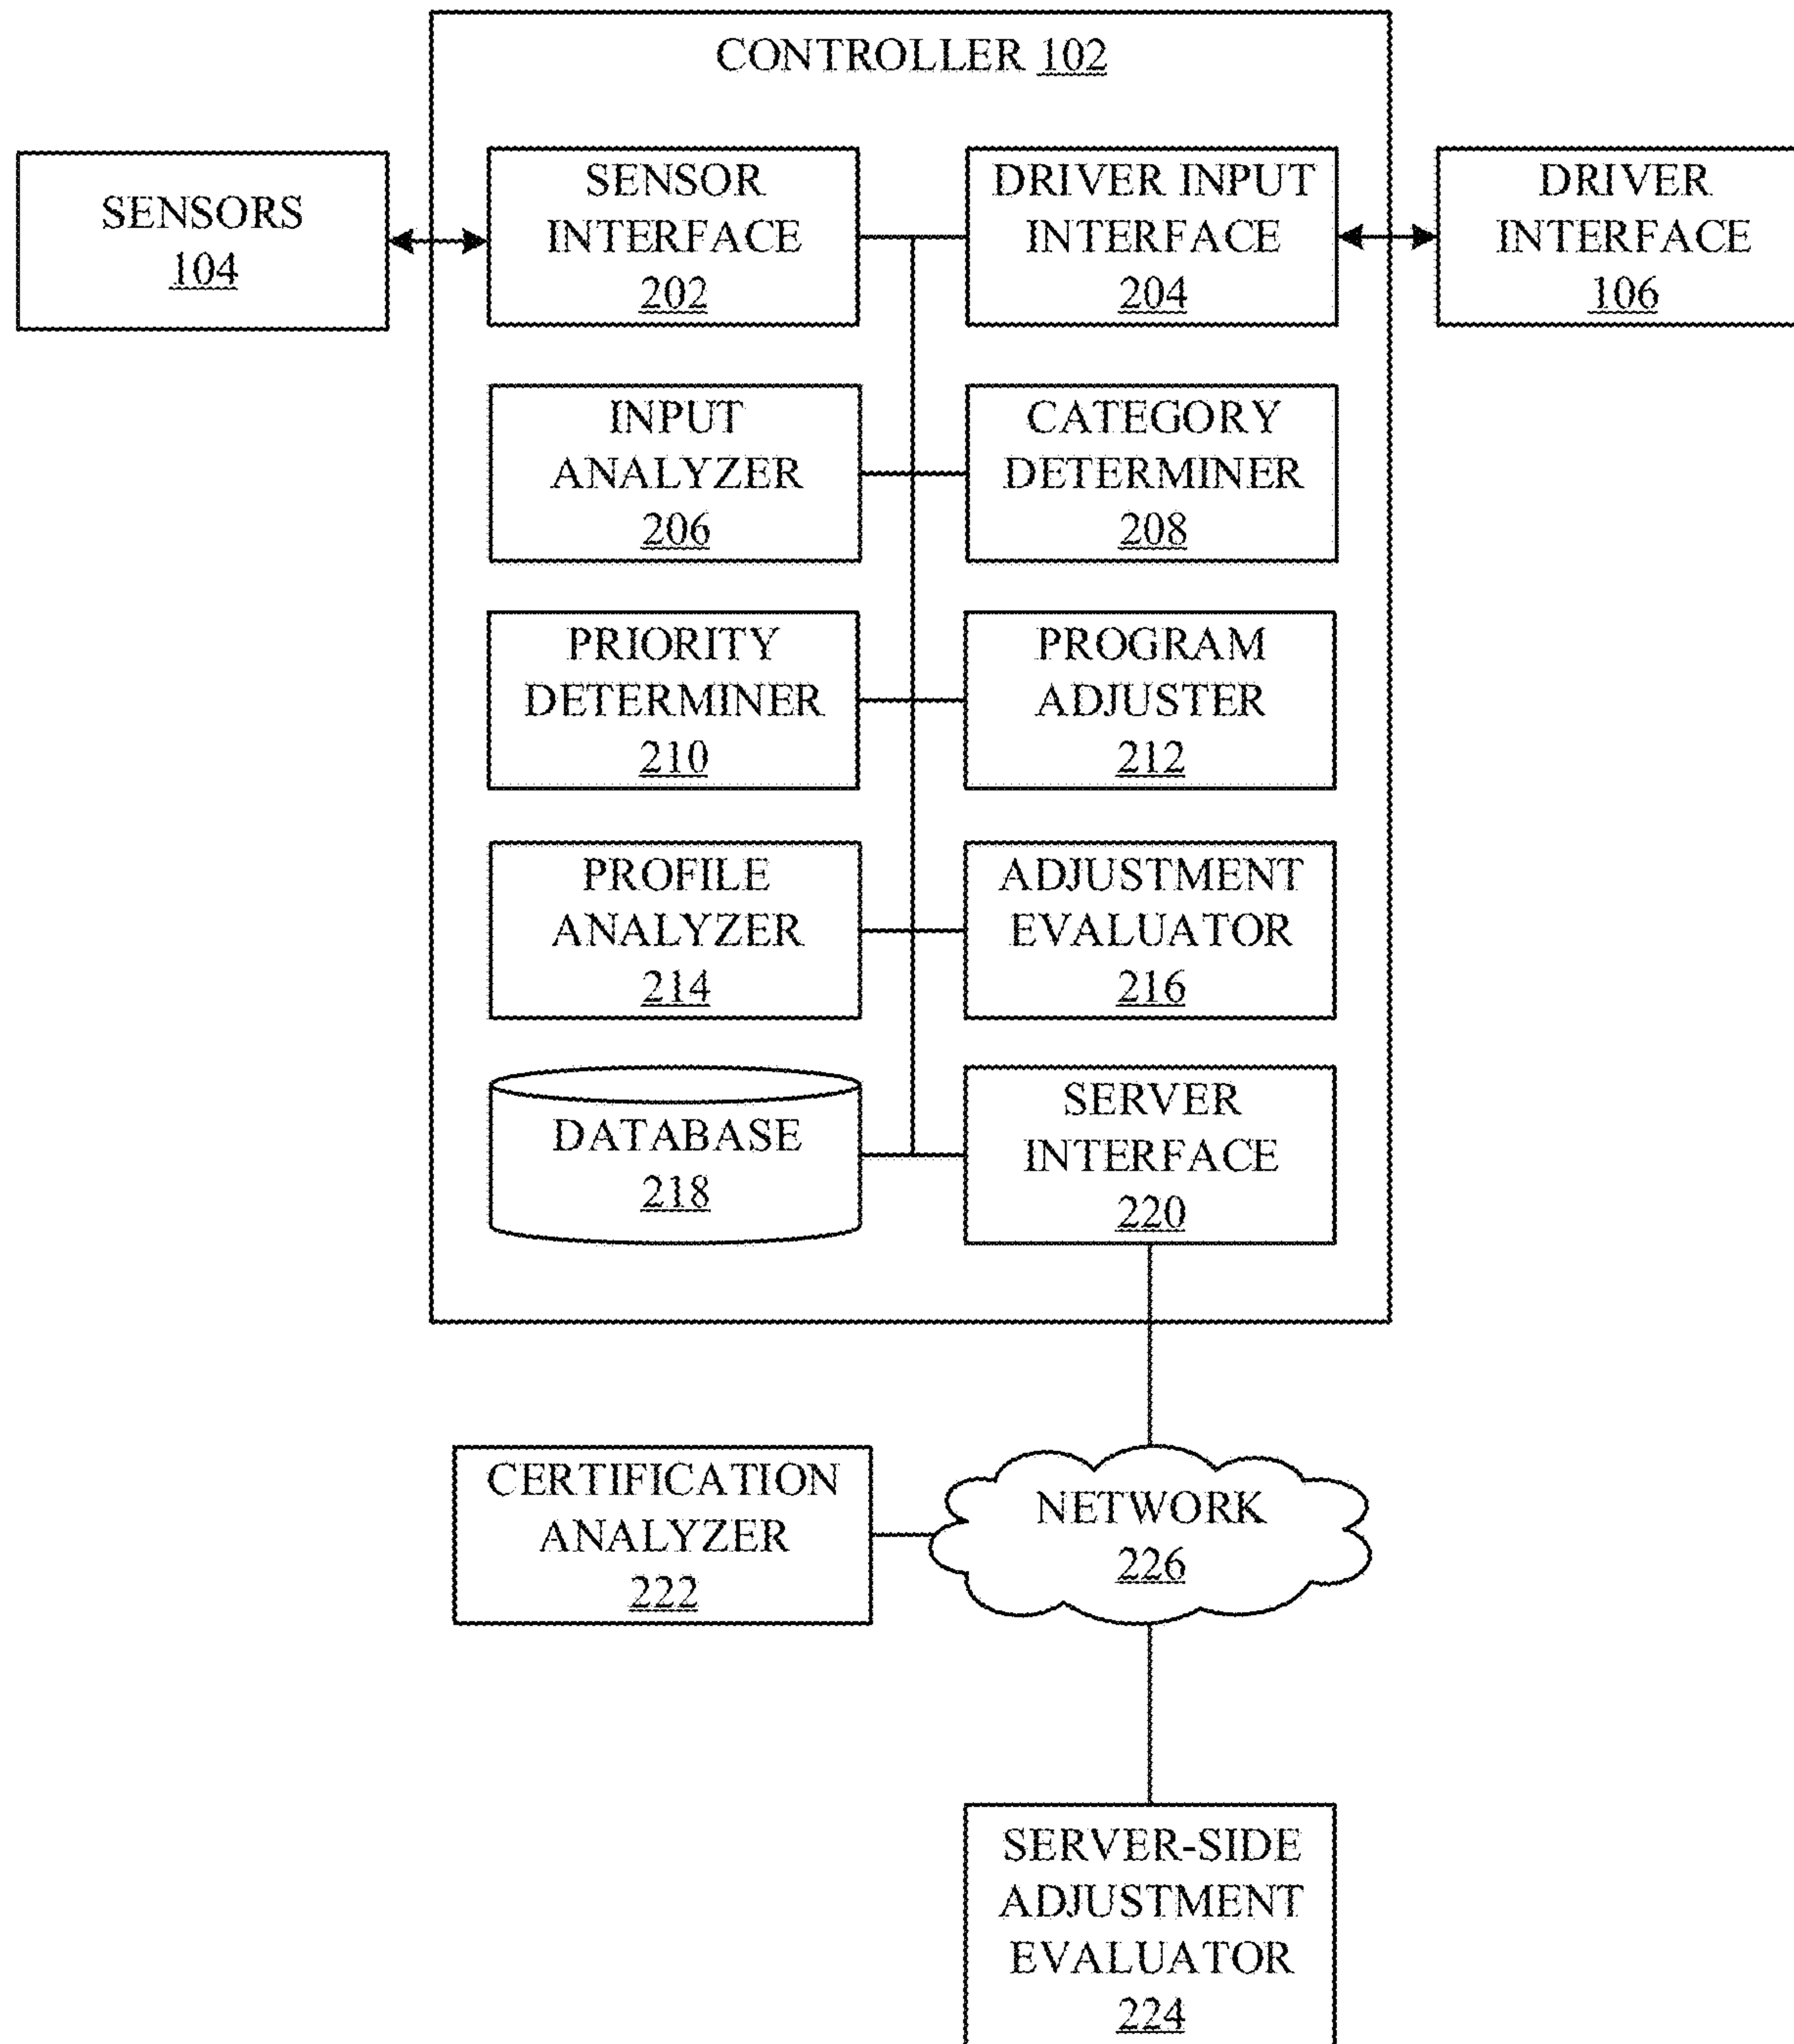 CONTROLLER 102
SENSORS
104
SENSOR
INTERFACE
202
DRIVER INPUT
INTERFACE
204
DRIVER
INTERFACE
106
INPUT
ANALYZER
206
CATEGORY
DETERMINER
208
PRIORITY
DETERMINER
210
PROGRAM
ADJUSTER
212
PROFILE
ANALYZER
214
ADJUSTMENT
EVALUATOR
216
DATABASE
218
SERVER
INTERFACE
220
CERTIFICATION
ANALYZER
222
NETWORK
226
SERVER-SIDE
ADJUSTMENT
EVALUATOR
224